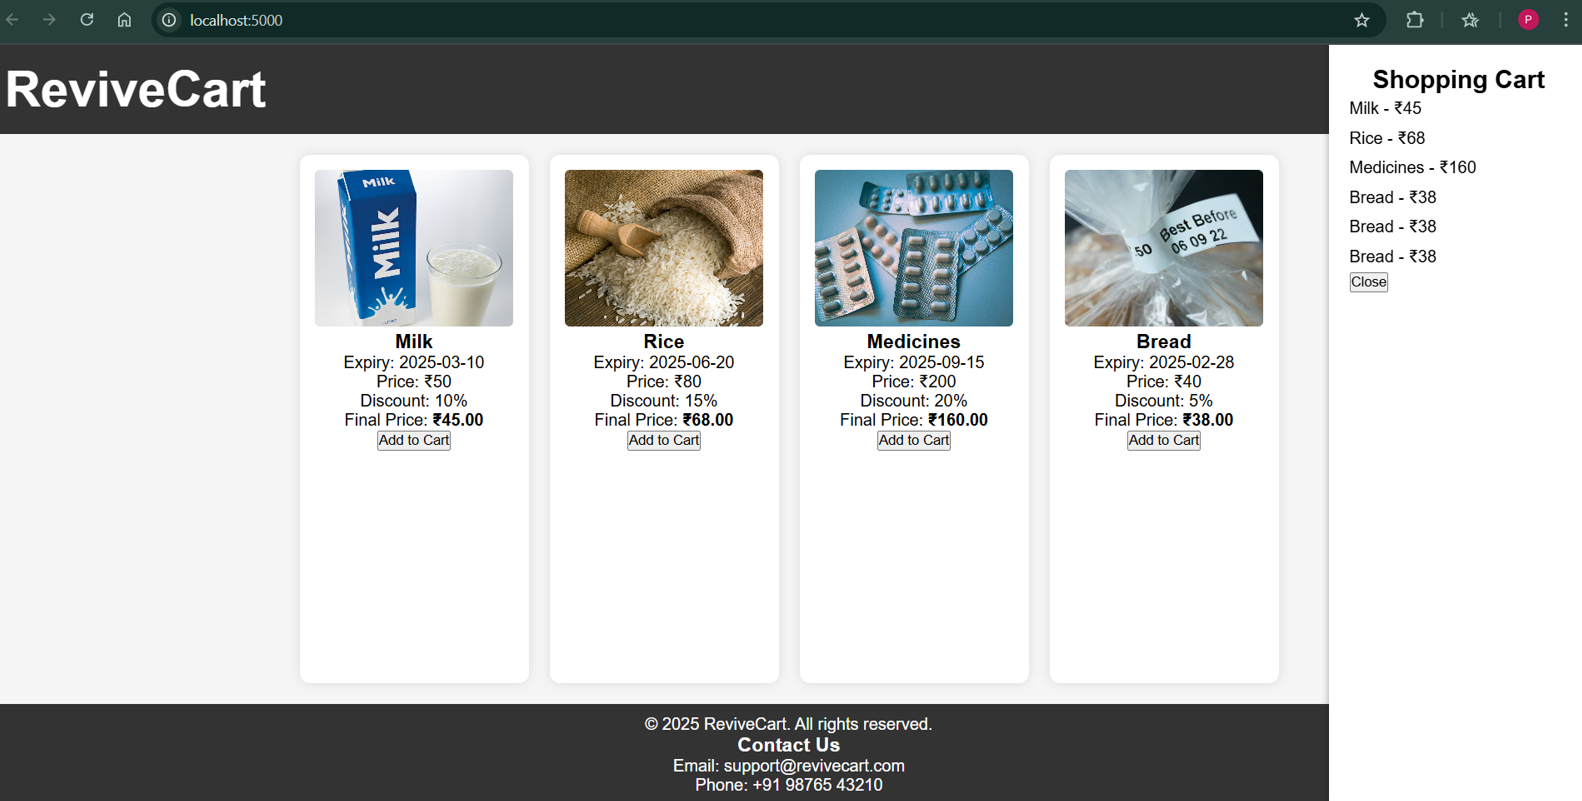 localhost:5000
P
ReviveCart
Milk
Milk
Expiry: 2025-03-10
Price: ₹50
Discount: 10%
Final Price: ₹45.00
Add to Cart
Rice
Expiry: 2025-06-20
Price: ₹80
Discount: 15%
Final Price: ₹68.00
Add to Cart
Medicines
Expiry: 2025-09-15
Price: ₹200
Discount: 20%
Final Price: ₹160.00
Add to Cart
50 Best Before
06 09 22
Bread
Expiry: 2025-02-28
Price: ₹40
Discount: 5%
Final Price: ₹38.00
Add to Cart
Shopping Cart
Milk - ₹45
Rice - ₹68
Medicines - ₹160
Bread - ₹38
Bread - ₹38
Bread - ₹38
Close
© 2025 ReviveCart. All rights reserved.
Contact Us
Email: support@revivecart.com
Phone: +91 98765 43210